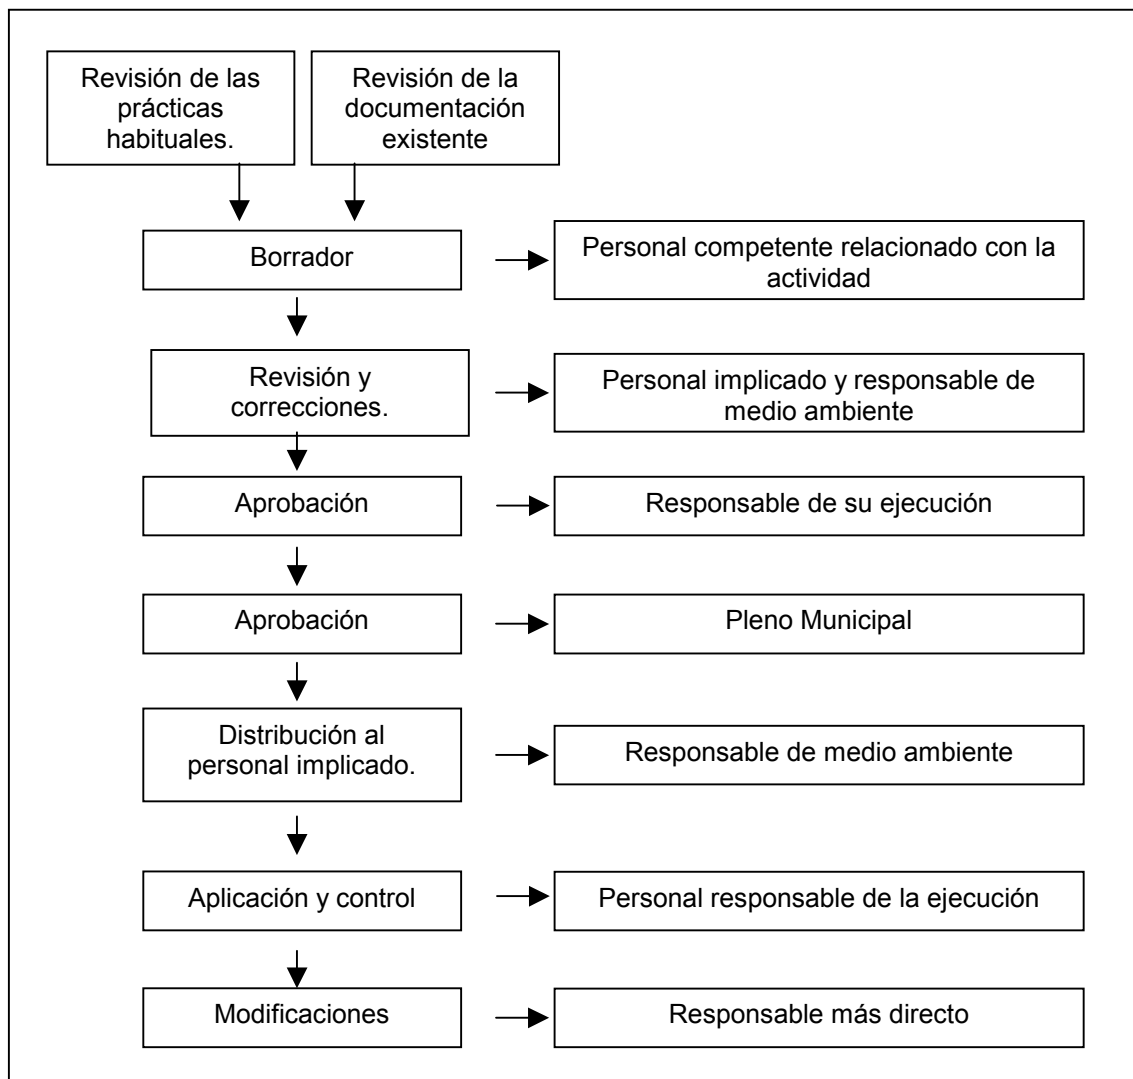 Revisión de las
prácticas
habituales.
Revisión de la
documentación
existente
Borrador
Personal competente relacionado con la
actividad
Revisión y
correcciones.
Personal implicado y responsable de
medio ambiente
Aprobación
Responsable de su ejecución
Aprobación
Pleno Municipal
Distribución al
personal implicado.
Responsable de medio ambiente
Aplicación y control
Personal responsable de la ejecución
Modificaciones
Responsable más directo